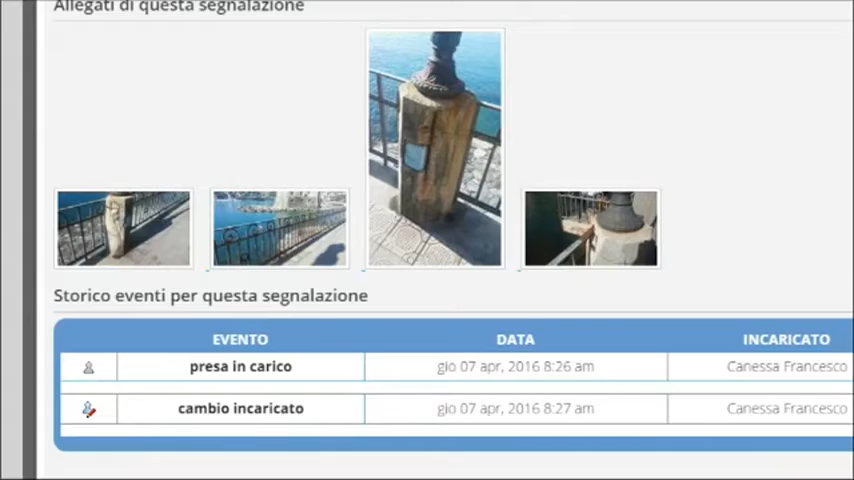 Allegati di questa segnalazione
Storico eventi per questa segnalazione
EVENTO DATA INCARICATO
presa in carico gio 07 apr, 2016 8:26 am Canessa Francesco
cambio incaricato gio 07 apr, 2016 8:27 am Canessa Francesco